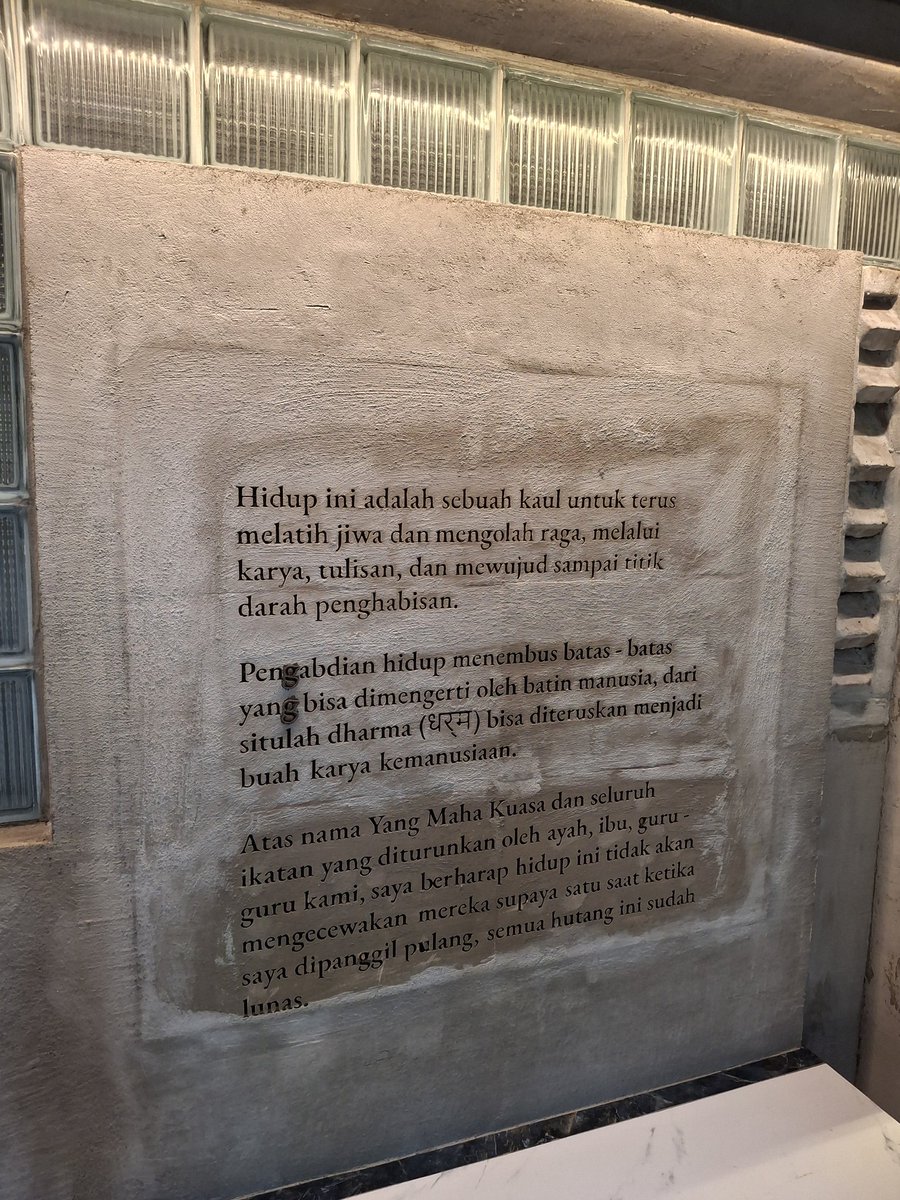 Hidup ini adalah sebuah kaul untuk terus
melatih jiwa dan mengolah raga, melalui
karya, tulisan, dan mewujud sampai titik
darah penghabisan.
Pengabdian hidup menembus batas - batas
yang bisa dimengerti oleh batin manusia, dari
situlah dharma (धर्म) bisa diteruskan menjadi
buah karya kemanusiaan.
Atas nama Yang Maha Kuasa dan seluruh
ikatan yang diturunkan oleh ayah, ibu, guru -
guru kami, saya berharap hidup ini tidak akan
mengecewakan mereka supaya satu saat ketika
saya dipanggil pulang, semua hutang ini sudah
lunas.